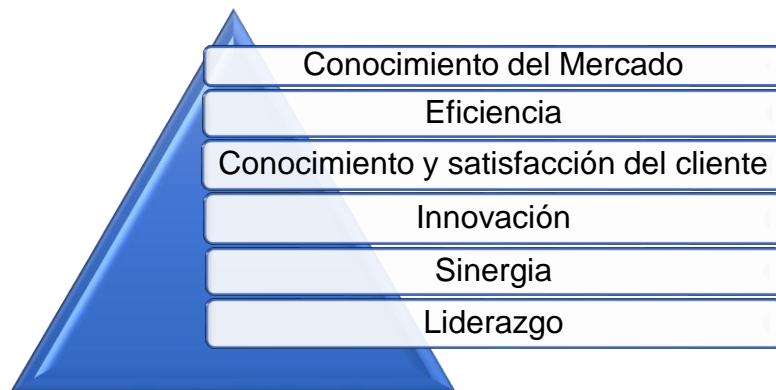 Conocimiento del Mercado
Eficiencia
Conocimiento y satisfacción del cliente
Innovación
Sinergia
Liderazgo